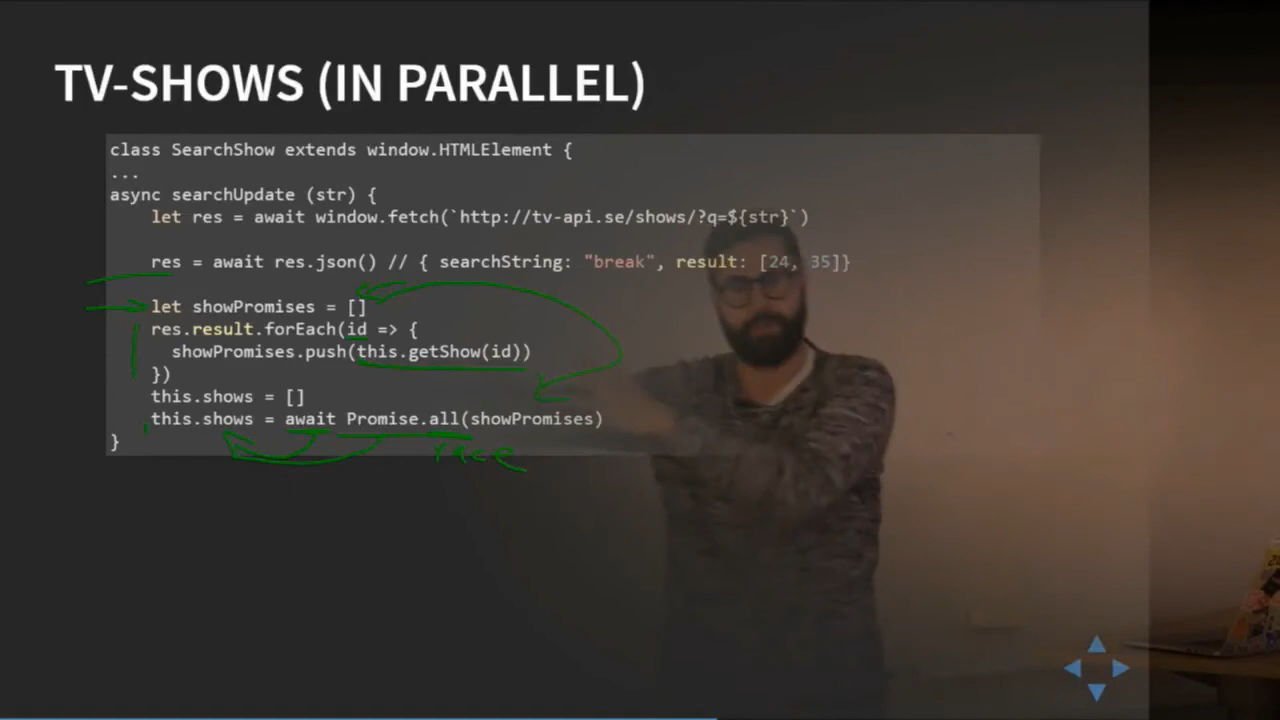 TV-SHOWS (IN PARALLEL)
class SearchShow extends window.HTMLElement {
...
async searchUpdate (str) {
let res = await window.fetch(`http://tv-api.se/shows/?q=${str}`)
res = await res.json() // { searchString: "break", result: [24, 35]}
let showPromises = []
res.result.forEach(id => {
showPromises.push(this.getShow(id))
})
this.shows = []
this.shows = await Promise.all(showPromises)
}
race